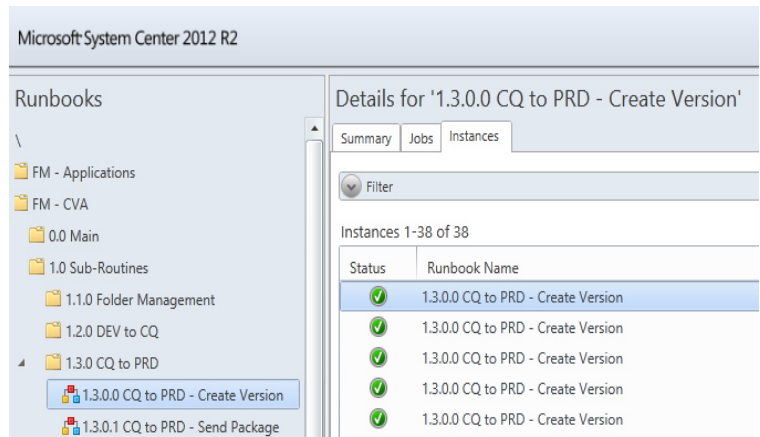 Microsoft System Center 2012 R2
Runbooks
\
FM - Applications
FM - CVA
0.0 Main
1.0 Sub-Routines
1.1.0 Folder Management
1.2.0 DEV to CQ
1.3.0 CQ to PRD
1.3.0.0 CQ to PRD - Create Version
1.3.0.1 CQ to PRD - Send Package
Details for '1.3.0.0 CQ to PRD - Create Version'
Summary Jobs Instances
Filter
Instances 1-38 of 38
Status Runbook Name
1.3.0.0 CQ to PRD - Create Version
1.3.0.0 CQ to PRD - Create Version
1.3.0.0 CQ to PRD - Create Version
1.3.0.0 CQ to PRD - Create Version
1.3.0.0 CQ to PRD - Create Version